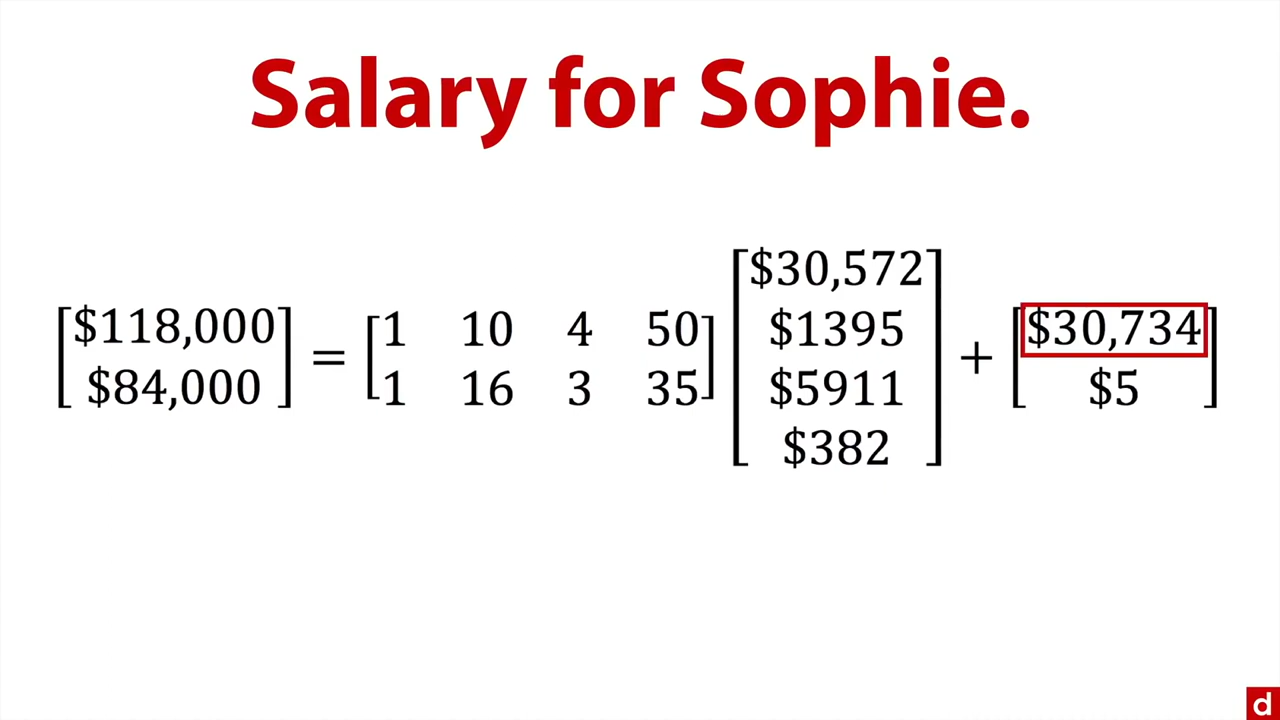 Salary for Sophie.
[$118,000 $84,000] = [1 10 4 50 1 16 3 35] [$30,572 $1395 $5911 $382] + [$30,734 $5]
d